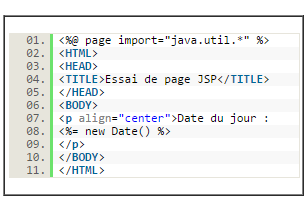 01. <%@ page import="java.util.*" %>
02. <HTML>
03. <HEAD>
04. <TITLE>Essai de page JSP</TITLE>
05. </HEAD>
06. <BODY>
07. <p align="center">Date du jour :
08. <%= new Date() %>
09. </p>
10. </BODY>
11. </HTML>